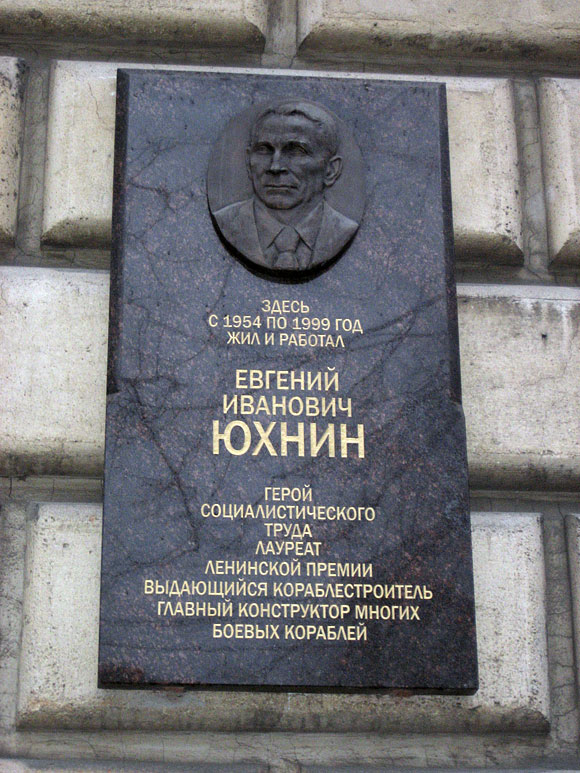 ЗДЕСЬ
С 1954 ПО 1999 ГОД
ЖИЛ И РАБОТАЛ
ЕВГЕНИЙ
ИВАНОВИЧ
ЮХНИН
ГЕРОЙ
СОЦИАЛИСТИЧЕСКОГО
ТРУДА
ЛАУРЕАТ
ЛЕНИНСКОЙ ПРЕМИИ
ВЫДАЮЩИЙСЯ КОРАБЛЕСТРОИТЕЛЬ
ГЛАВНЫЙ КОНСТРУКТОР МНОГИХ
БОЕВЫХ КОРАБЛЕЙ